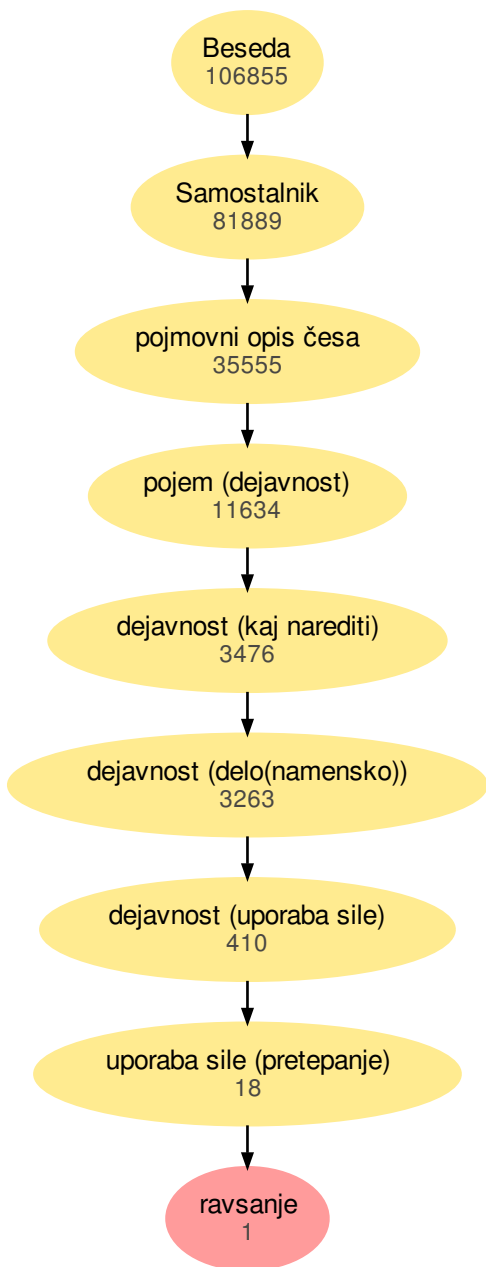 Beseda
106855
Samostalnik
81889
pojmovni opis česa
35555
pojem (dejavnost)
11634
dejavnost (kaj narediti)
3476
dejavnost (delo(namensko))
3263
dejavnost (uporaba sile)
410
uporaba sile (pretepanje)
18
ravsanje
1